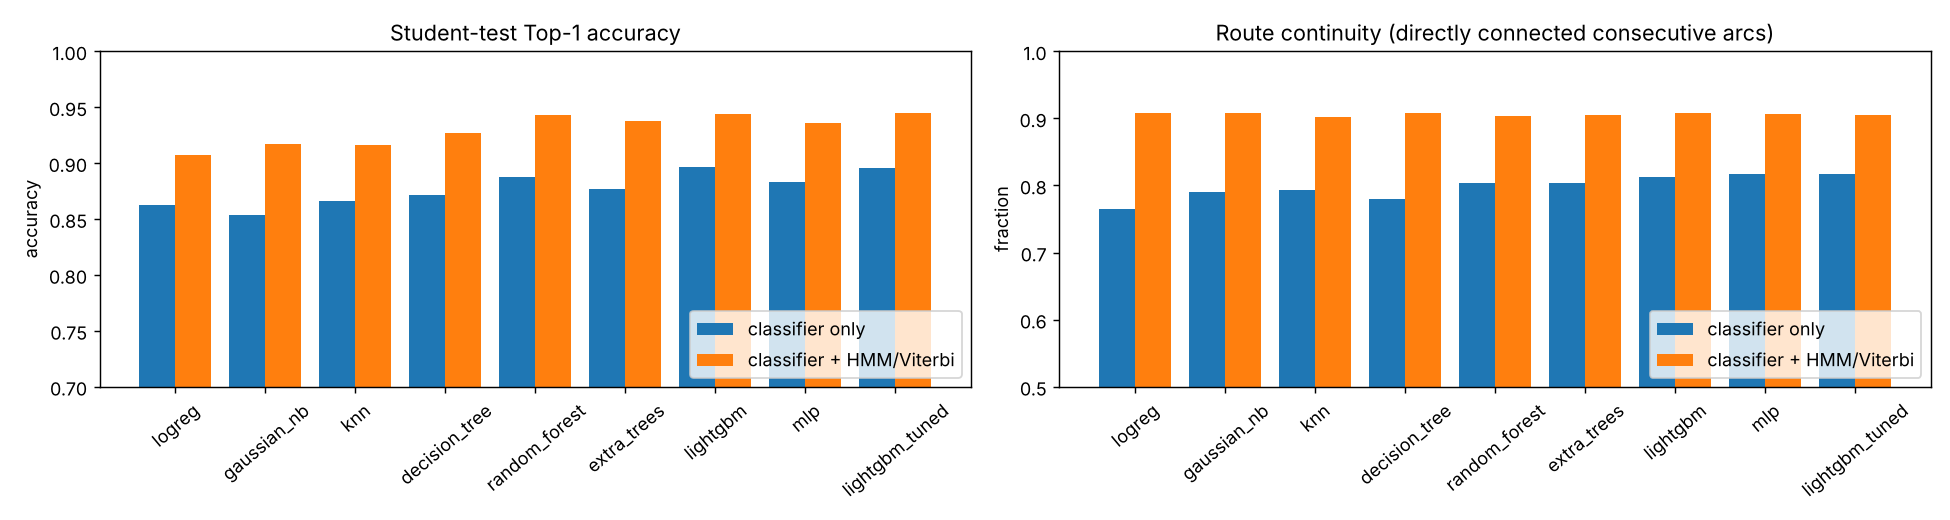 Student-test Top-1 accuracy
1.00
0.95
0.90
0.85
0.80
0.75
0.70
accuracy
logreg
gaussian_nb
knn
decision_tree
random_forest
extra_trees
lightgbm
mlp
lightgbm_tuned
classifier only
classifier + HMM/Viterbi
Route continuity (directly connected consecutive arcs)
1.0
0.9
0.8
0.7
0.6
0.5
fraction
logreg
gaussian_nb
knn
decision_tree
random_forest
extra_trees
lightgbm
mlp
lightgbm_tuned
classifier only
classifier + HMM/Viterbi